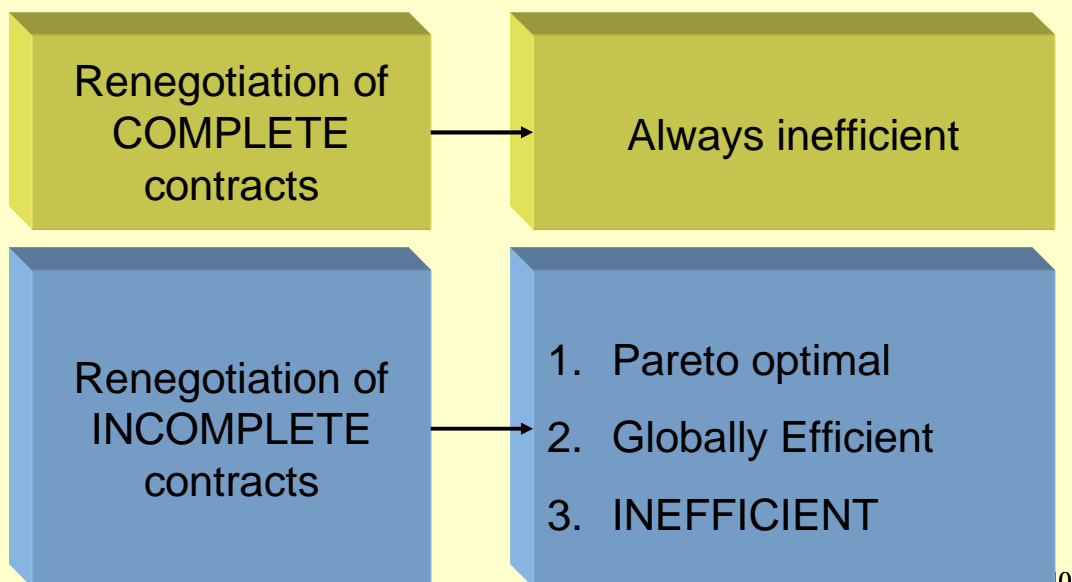 Renegotiation of
COMPLETE
contracts
Always inefficient
Renegotiation of
INCOMPLETE
contracts
1. Pareto optimal
2. Globally Efficient
3. INEFFICIENT